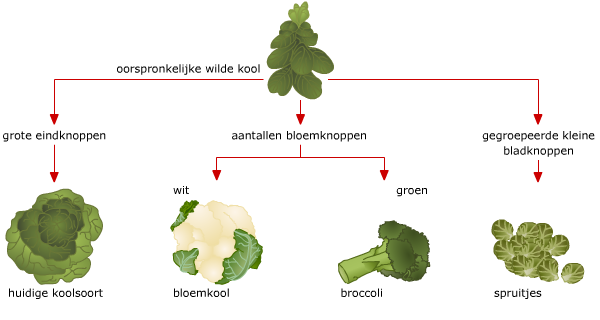 oorspronkelijke wilde kool
grote eindknoppen
aantallen bloemknoppen
gegroepeerde kleine
bladknoppen
wit
groen
huidige koolsoort
bloemkool
broccoli
spruitjes